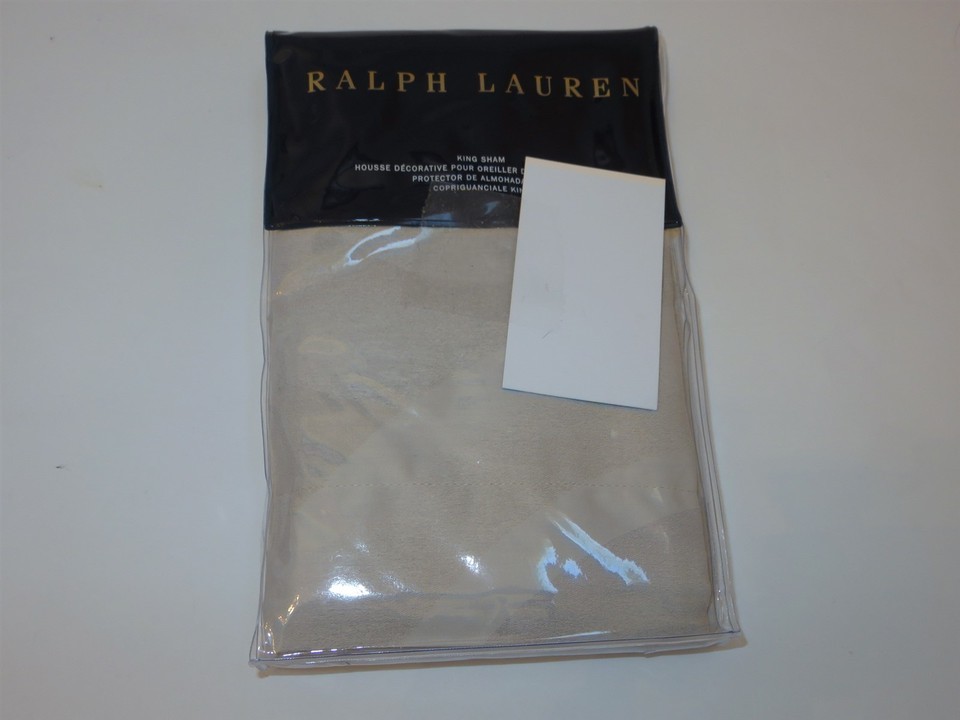 RALPH LAUREN
KING SHAM
HOUSSE DÉCORATIVE POUR OREILLER
PROTECTOR DE ALMOHADA
COPRIGUANCIALE